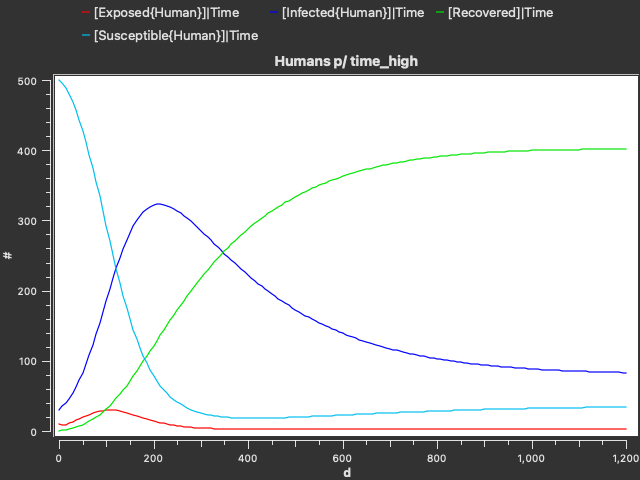 [Exposed{Human}]|Time [Infected{Human}]|Time [Recovered]|Time
[Susceptible{Human}]|Time
Humans p/ time_high
500
400
300
#
200
100
0
0 200 400 600 800 1,000 1,200
d